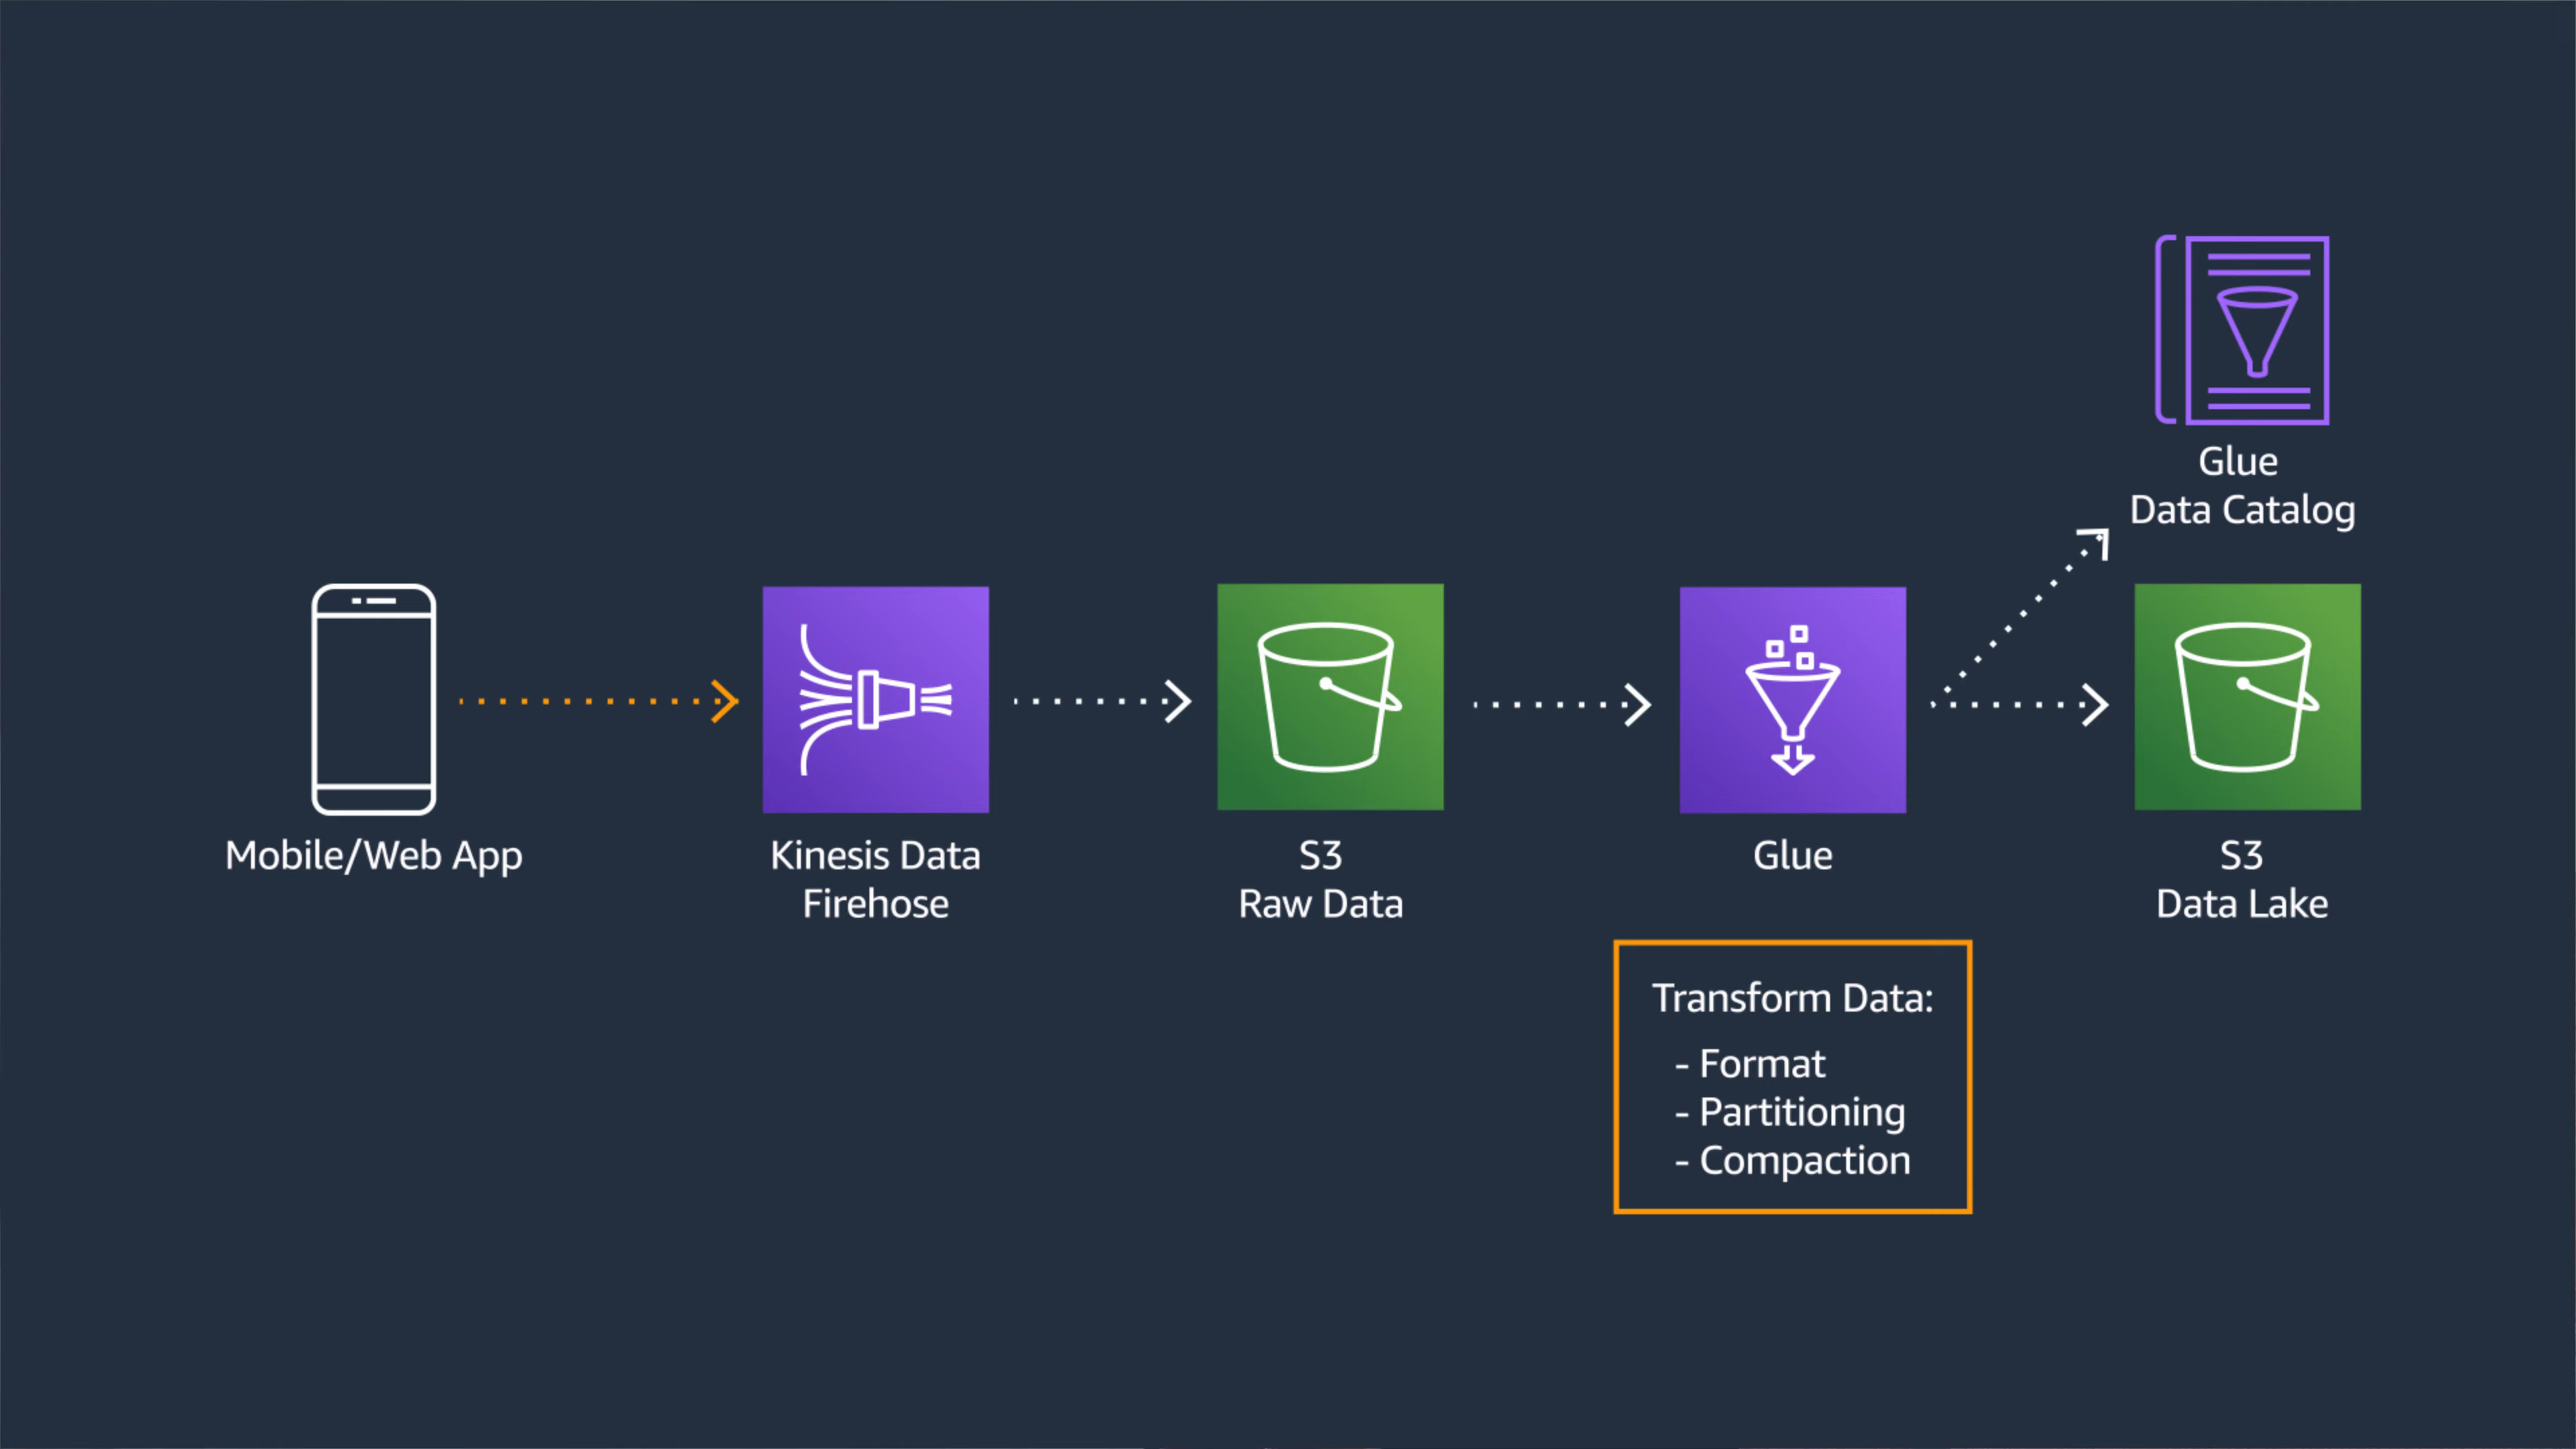 Glue
Data Catalog
Mobile/Web App
Kinesis Data
Firehose
S3
Raw Data
Glue
S3
Data Lake
Transform Data:
- Format
- Partitioning
- Compaction